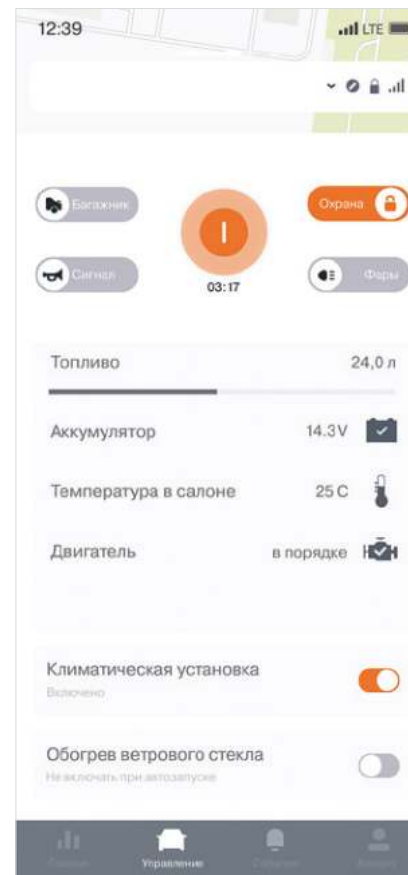 12:39 LTE
Багажник Охрана
Сигнал Фары
03:17
Топливо 24,0 л
Аккумулятор 14.3V
Температура в салоне 25 C
Двигатель в порядке
Климатическая установка
Включено
Обогрев ветрового стекла
Не включать при автозапуске
Управление